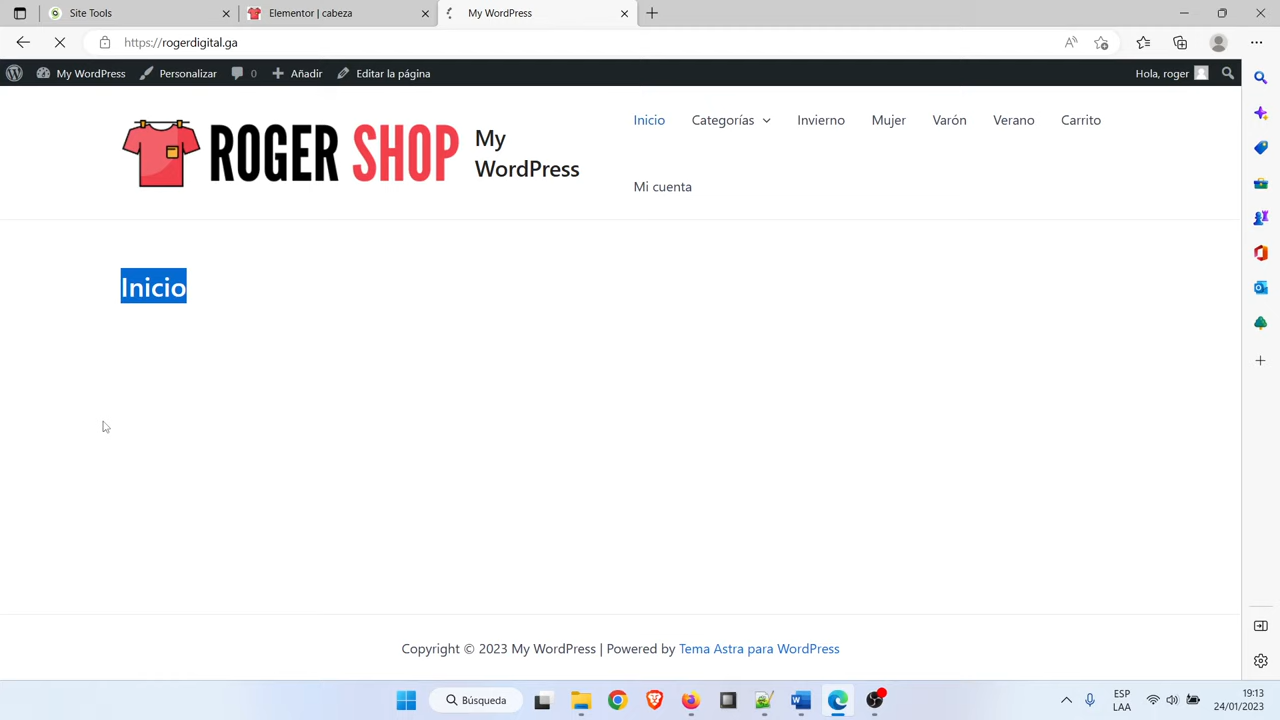 Site Tools
Elementor | cabeza
My WordPress
https://rogerdigital.ga
My WordPress
Personalizar
0
Añadir
Editar la página
Hola, roger
ROGER SHOP
My
WordPress
Inicio
Categorías
Invierno
Mujer
Varón
Verano
Carrito
Mi cuenta
Inicio
Copyright © 2023 My WordPress | Powered by Tema Astra para WordPress
Búsqueda
ESP
LAA
19:13
24/01/2023